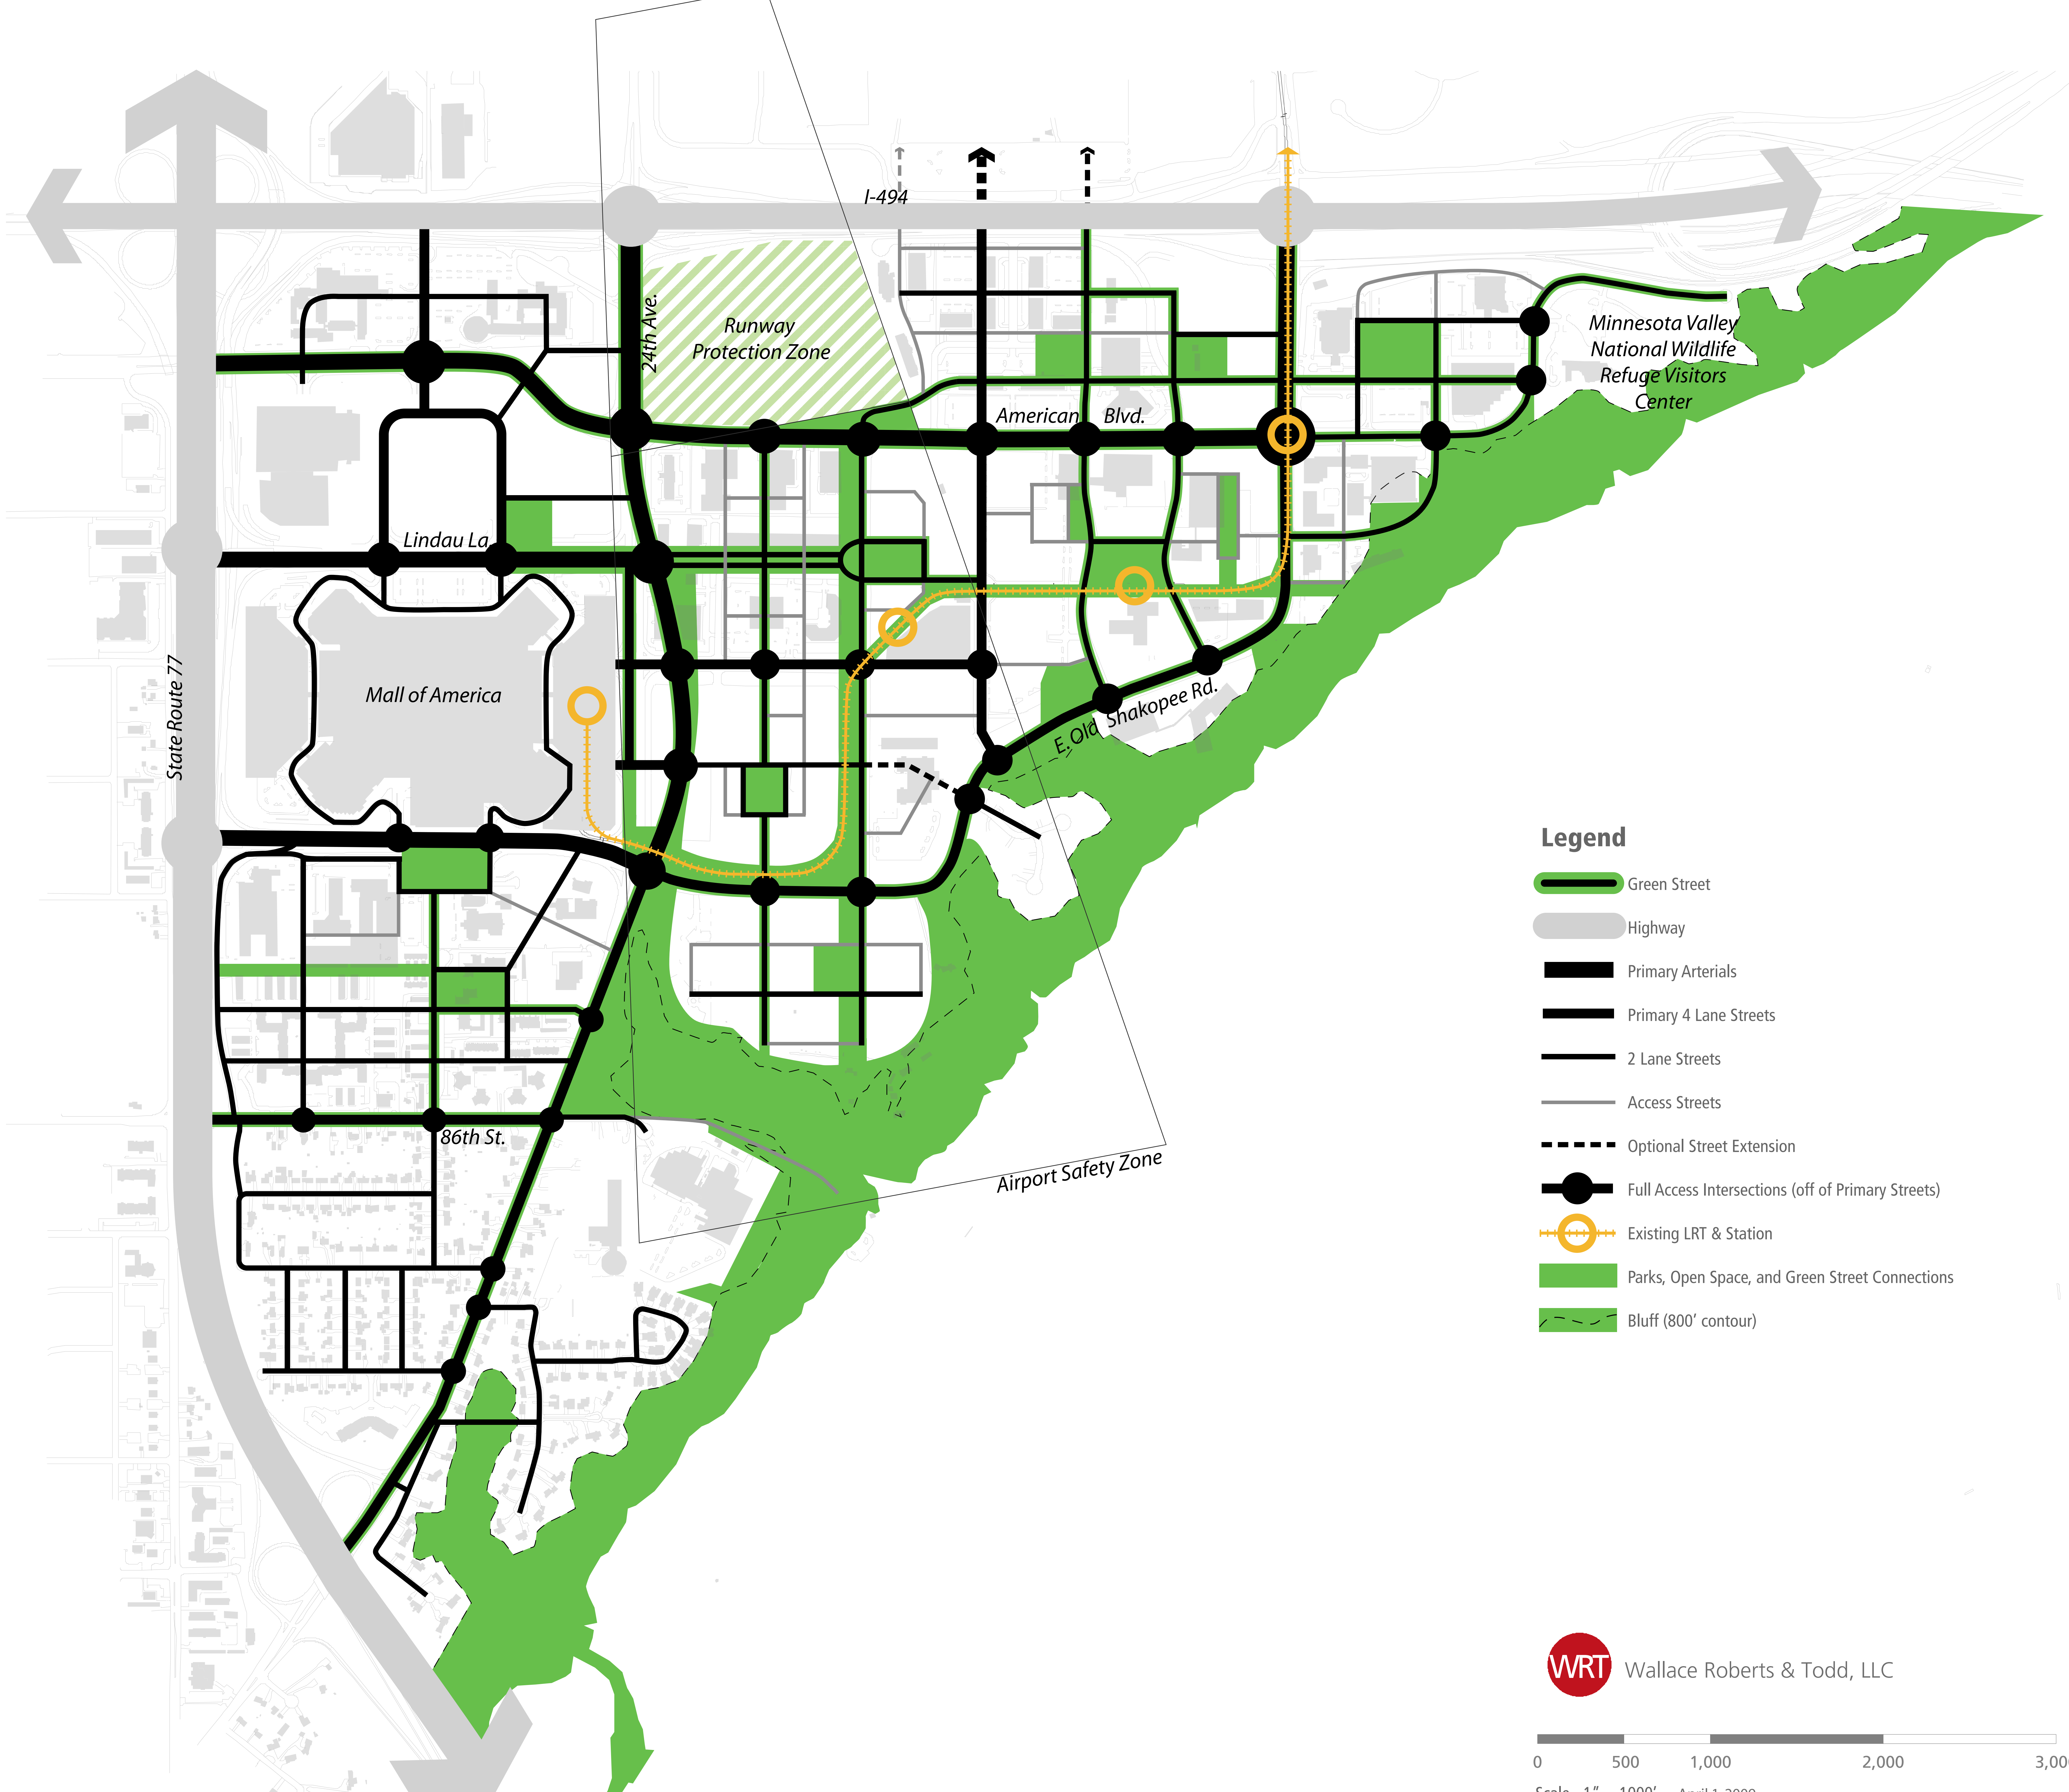 I-494
24th Ave.
Runway
Protection Zone
Minnesota Valley
National Wildlife
Refuge Visitors
Center
American Blvd.
Lindau La.
State Route 77
Mall of America
E. Old Shakopee Rd.
86th St.
Airport Safety Zone
Legend
Green Street
Highway
Primary Arterials
Primary 4 Lane Streets
2 Lane Streets
Access Streets
Optional Street Extension
Full Access Intersections (off of Primary Streets)
Existing LRT & Station
Parks, Open Space, and Green Street Connections
Bluff (800' contour)
WRT Wallace Roberts & Todd, LLC
0 500 1,000 2,000 3,00